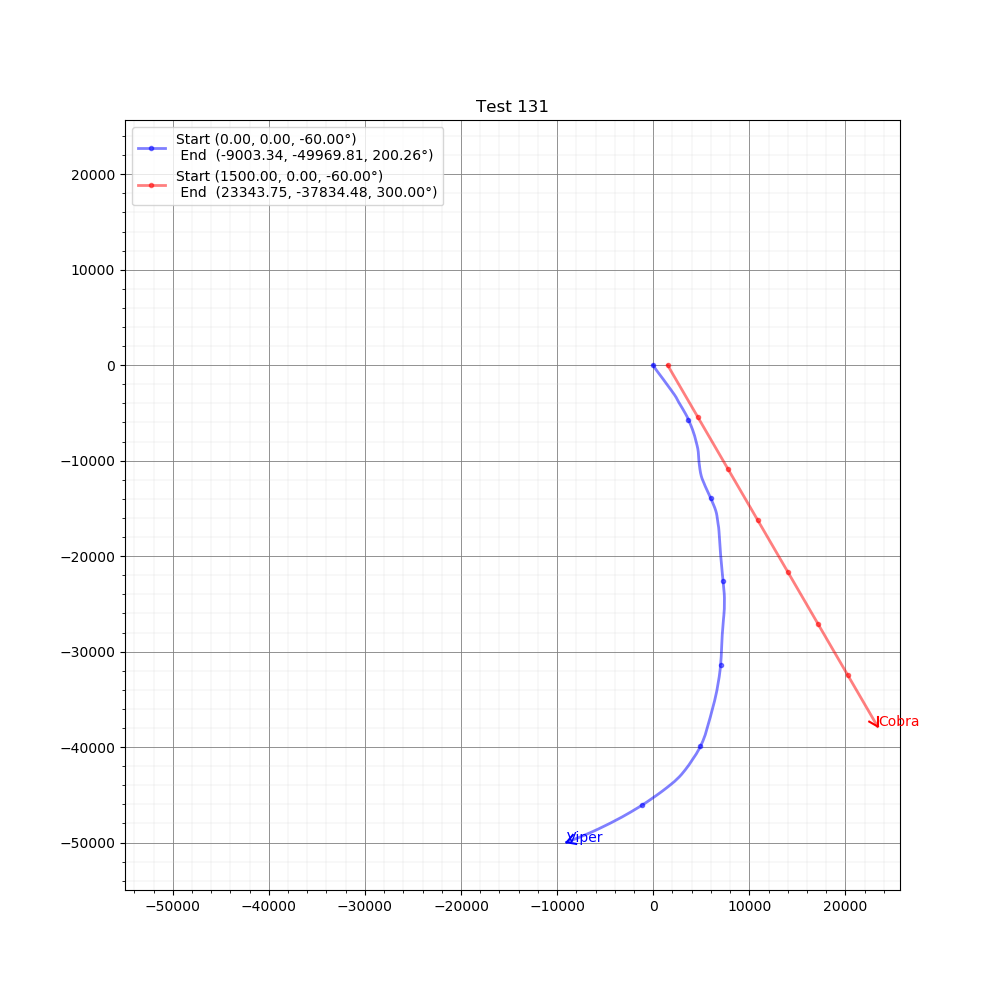 Test 131
Start (0.00, 0.00, -60.00°)
End (-9003.34, -49969.81, 200.26°)
Start (1500.00, 0.00, -60.00°)
End (23343.75, -37834.48, 300.00°)
20000
10000
0
−10000
−20000
−30000
−40000
−50000
Cobra
Viper
−50000 −40000 −30000 −20000 −10000 0 10000 20000